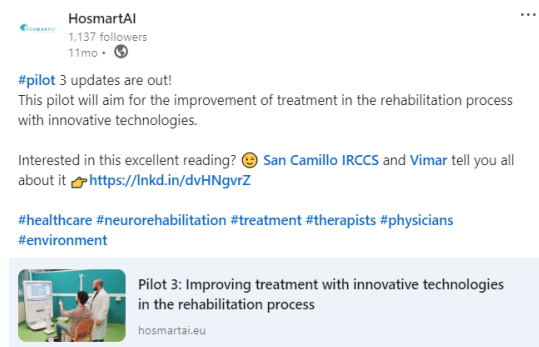 HOSMARTAI
HosmartAI
1,137 followers
11mo •
#pilot 3 updates are out!
This pilot will aim for the improvement of treatment in the rehabilitation process
with innovative technologies.
Interested in this excellent reading? 😉 San Camillo IRCCS and Vimar tell you all
about it 👉https://lnkd.in/dvHNgvrZ
#healthcare #neurorehabilitation #treatment #therapists #physicians
#environment
Pilot 3: Improving treatment with innovative technologies
in the rehabilitation process
hosmartai.eu